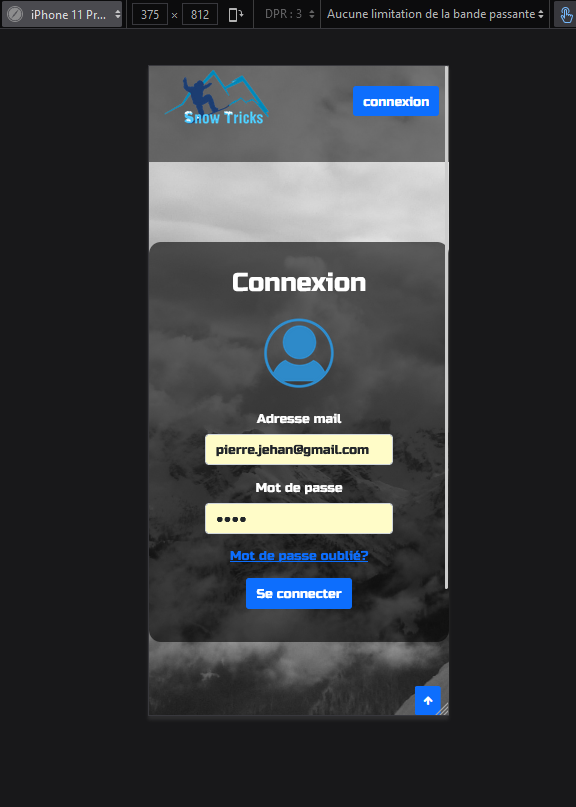 iPhone 11 Pr...
375 × 812
DPR : 3
Aucune limitation de la bande passante
Snow Tricks
connexion
Connexion
Adresse mail
pierre.jehan@gmail.com
Mot de passe
••••
Mot de passe oublié?
Se connecter